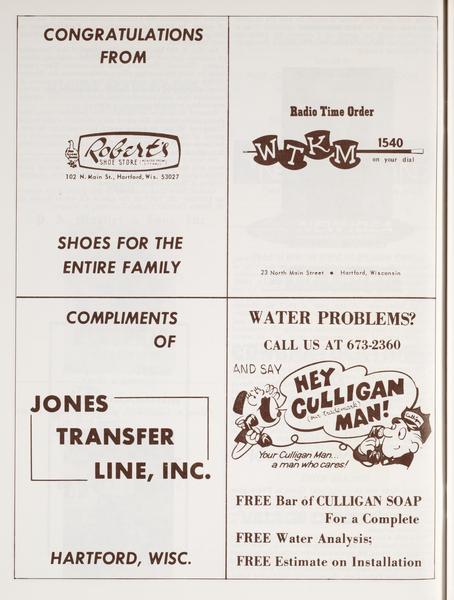 CONGRATULATIONS
FROM
Robert's
SHOE STORE
102 N. Main St., Hartford, Wis. 53027
SHOES FOR THE
ENTIRE FAMILY
Radio Time Order
WTKM 1540
on your dial
23 North Main Street • Hartford, Wisconsin
COMPLIMENTS
OF
JONES
TRANSFER
LINE, iNC.
HARTFORD, WISC.
WATER PROBLEMS?
CALL US AT 673-2360
AND SAY
HEY
CULLIGAN
(our trademark)
MAN!
Your Culligan Man...
a man who cares!
FREE Bar of CULLIGAN SOAP
For a Complete
FREE Water Analysis;
FREE Estimate on Installation